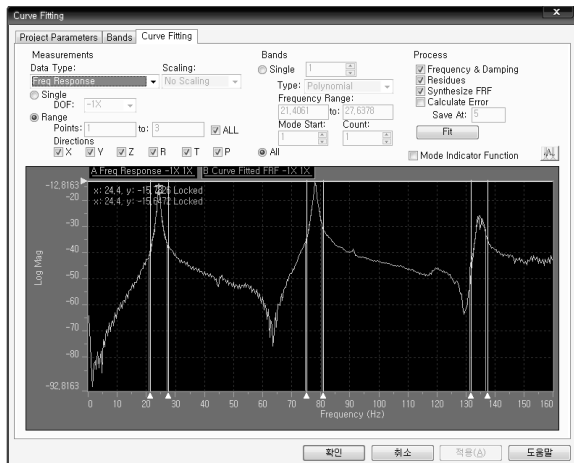 Curve Fitting
Project Parameters Bands Curve Fitting
Measurements
Data Type: Scaling:
Freq Response No Scaling
Single
DOF: -1X
Range
Points: 1 to: 3 ALL
Directions
X Y Z R T P
Bands
Single 1
Type: Polynomial
Frequency Range:
21,4061 to: 27,6378
Mode Start: Count:
1 1
All
Process
Frequency & Damping
Residues
Synthesize FRF
Calculate Error
Save At: 5
Fit
Mode Indicator Function
A Freq Response -1X 1X B Curve Fitted FRF -1X 1X
x: 24,4, y: Locked
x: 24,4, y: Locked
-12,8163
-20
-30
-40
-50
-60
-70
-80
-92,8163
Log Mag
0 10 20 30 40 50 60 70 80 90 100 110 120 130 140 150 160
Frequency (Hz)
확인 취소 적용(A) 도움말